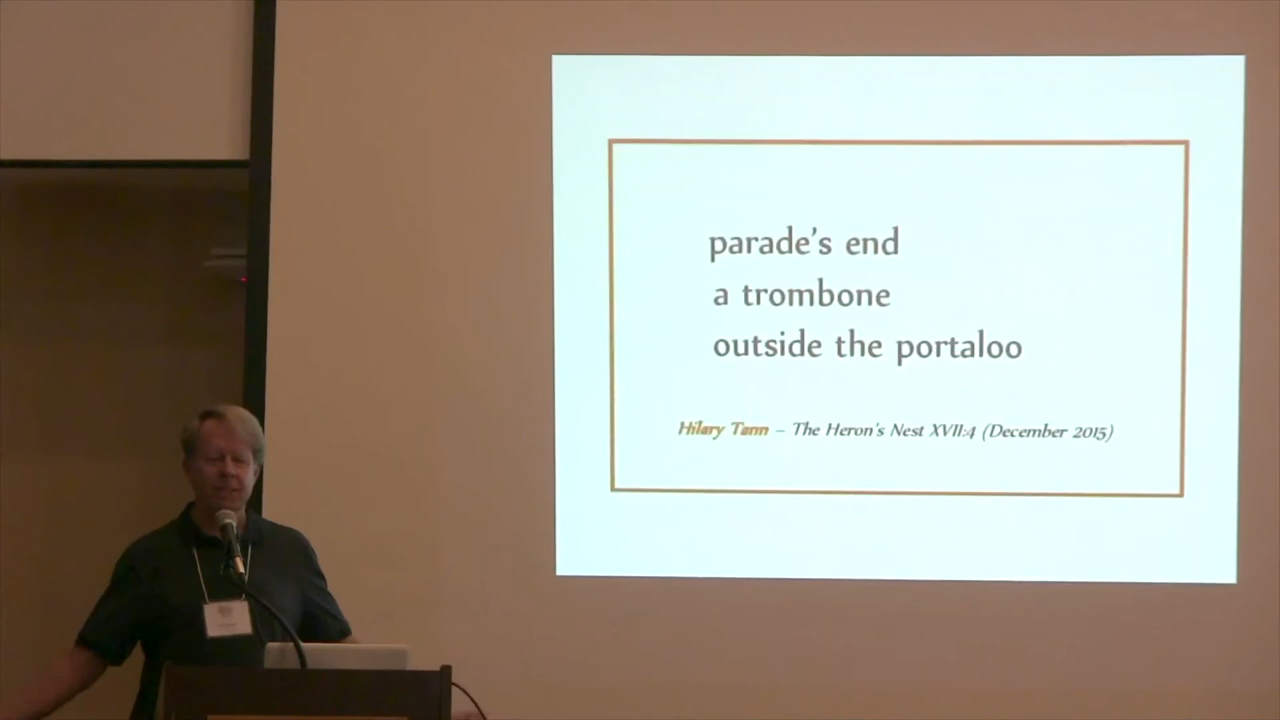 parade's end
a trombone
outside the portaloo
Hilary Tann – The Heron's Nest XVII:4 (December 2015)